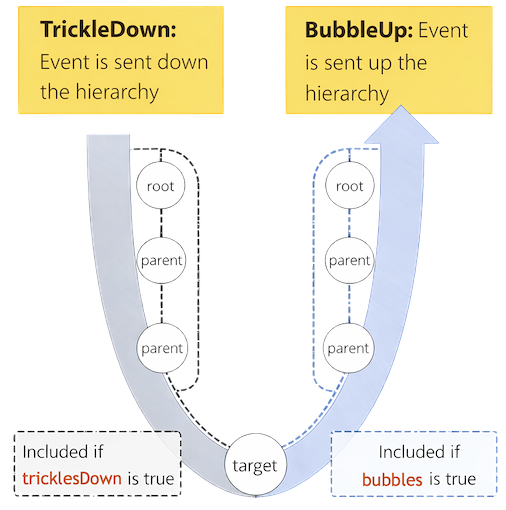 TrickleDown:
Event is sent down
the hierarchy
BubbleUp: Event
is sent up the
hierarchy
root
parent
parent
root
parent
parent
target
Included if
tricklesDown is true
Included if
bubbles is true